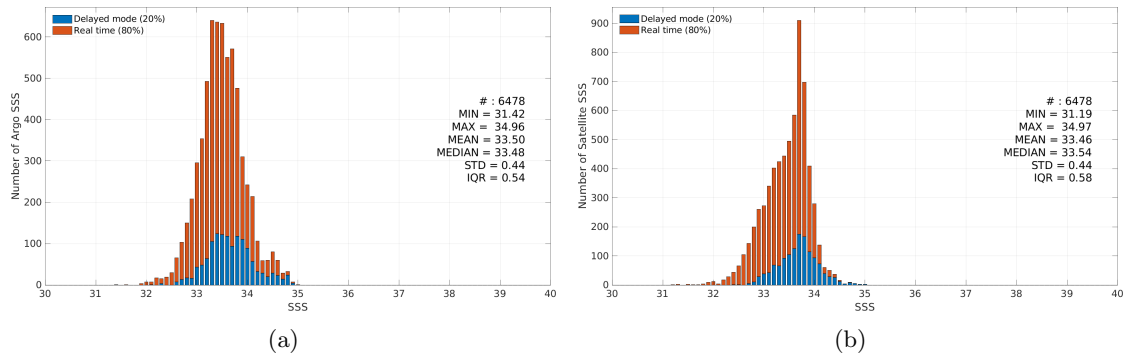 Delayed mode (20%)
Real time (80%)
Number of Argo SSS
600
500
400
300
200
100
0
# : 6478
MIN = 31.42
MAX = 34.96
MEAN = 33.50
MEDIAN = 33.48
STD = 0.44
IQR = 0.54
30 31 32 33 34 35 36 37 38 39 40
SSS
(a)
Delayed mode (20%)
Real time (80%)
Number of Satellite SSS
900
800
700
600
500
400
300
200
100
0
# : 6478
MIN = 31.19
MAX = 34.97
MEAN = 33.46
MEDIAN = 33.54
STD = 0.44
IQR = 0.58
30 31 32 33 34 35 36 37 38 39 40
SSS
(b)